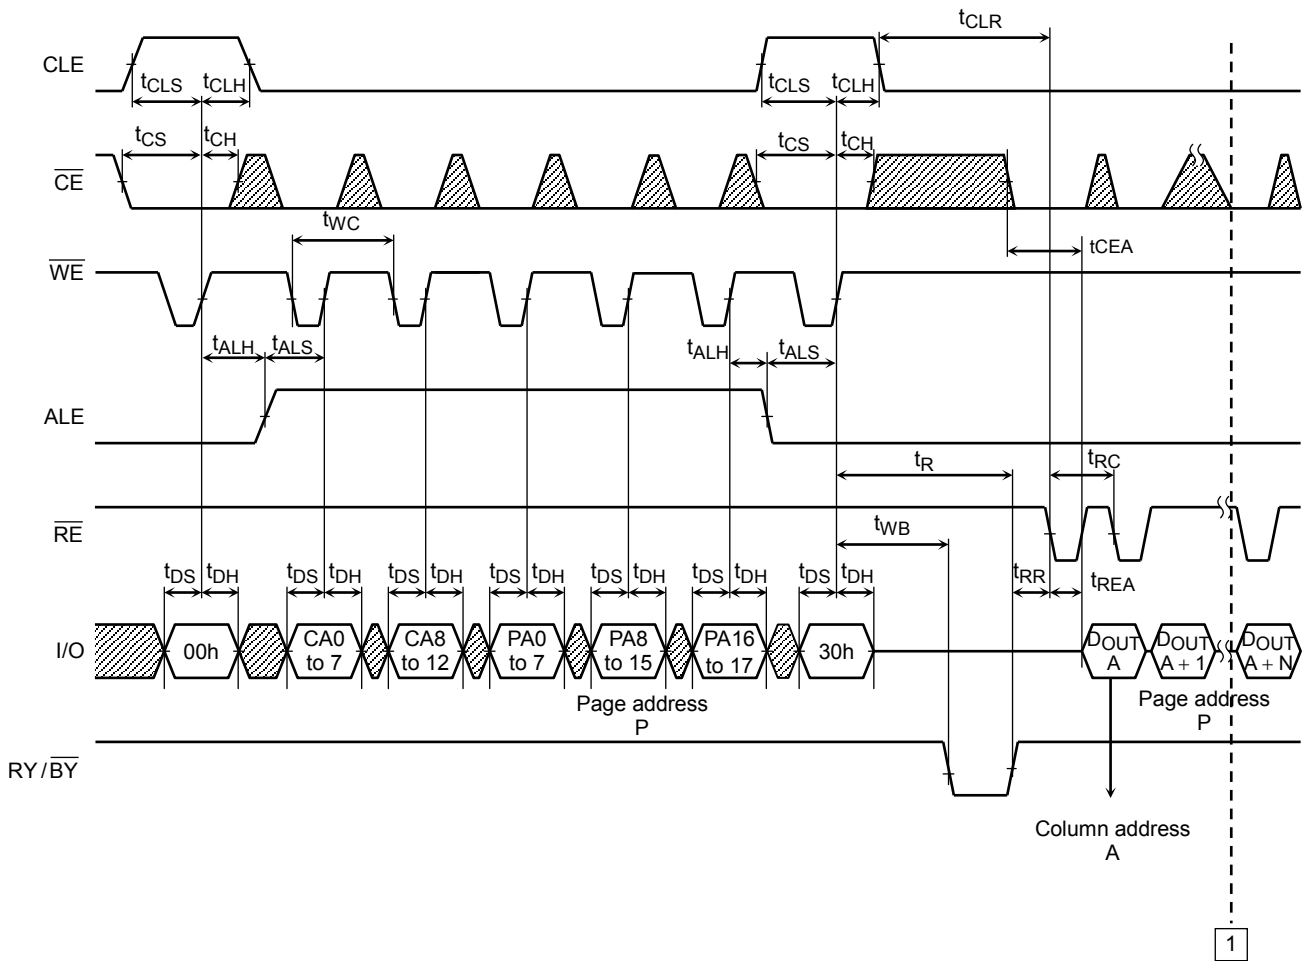 tCLR
CLE
tCLS tCLH tCLS tCLH
tCS tCH tCS tCH
CE
tWC
tCEA
WE
tALH tALS tALH tALS
ALE
tR tRC
RE
tWB
tDS tDH tDS tDH tDS tDH tDS tDH tDS tDH tDS tDH tDS tDH tRR tREA
I/O 00h CA0 to 7 CA8 to 12 PA0 to 7 PA8 to 15 PA16 to 17 30h DOUT A DOUT A + 1 DOUT A + N
Page address
P
Page address
P
RY/BY
Column address
A
1